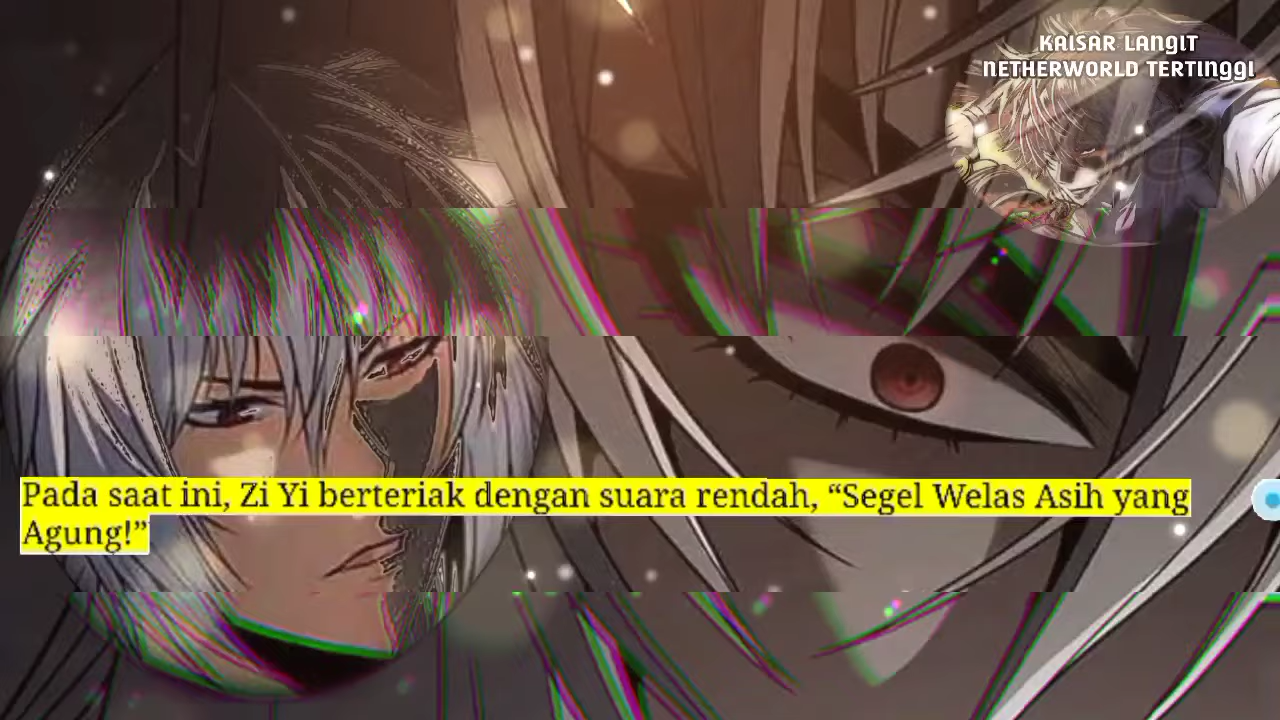 KAISAR LANGIT
NETHERWORLD TERTINGGI
Pada saat ini, Zi Yi berteriak dengan suara rendah, “Segel Welas Asih yang
Agung!”